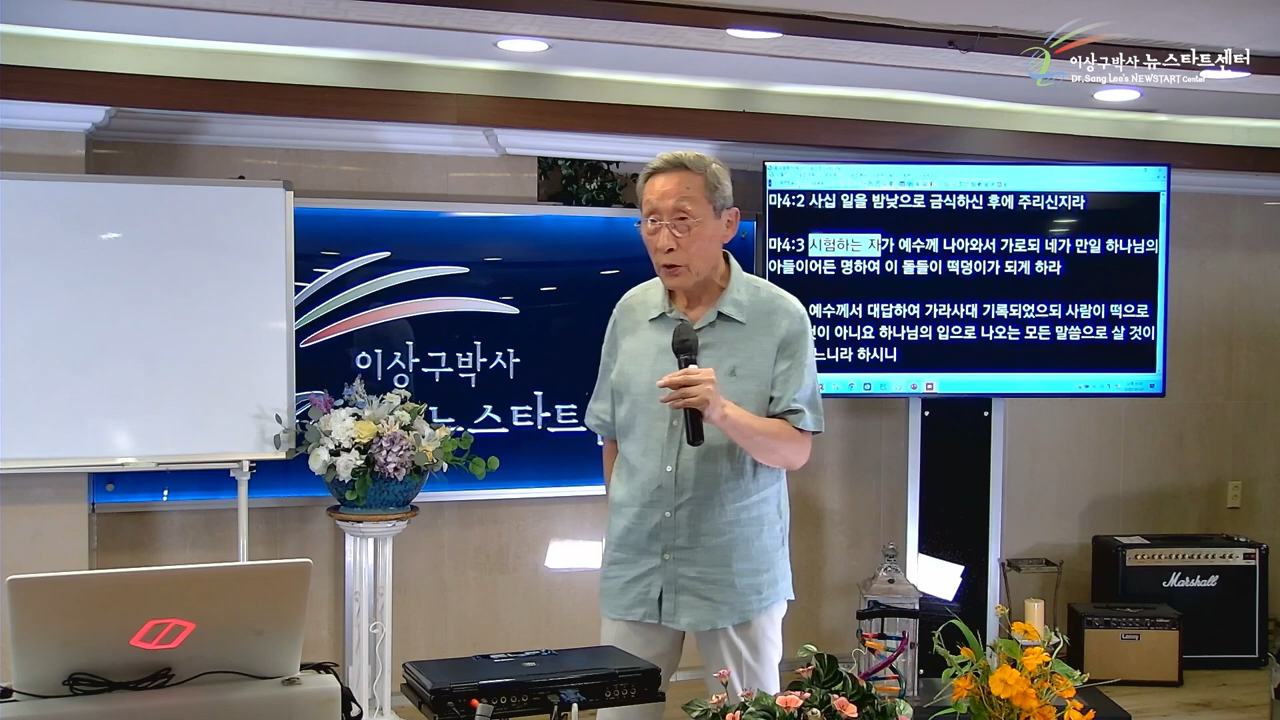 이상구박사 뉴스타트센터
Dr. Sang Lee's NEWSTART Center
마4:2 사십 일을 밤낮으로 금식하신 후에 주리신지라
마4:3 시험하는 자가 예수께 나아와서 가로되 네가 만일 하나님의
아들이어든 명하여 이 돌들이 떡덩이가 되게 하라
예수께서 대답하여 가라사대 기록되었으되 사람이 떡으로
것이 아니요 하나님의 입으로 나오는 모든 말씀으로 살 것이
느니라 하시니
이상구박사
뉴스타트
Marshall
Laney